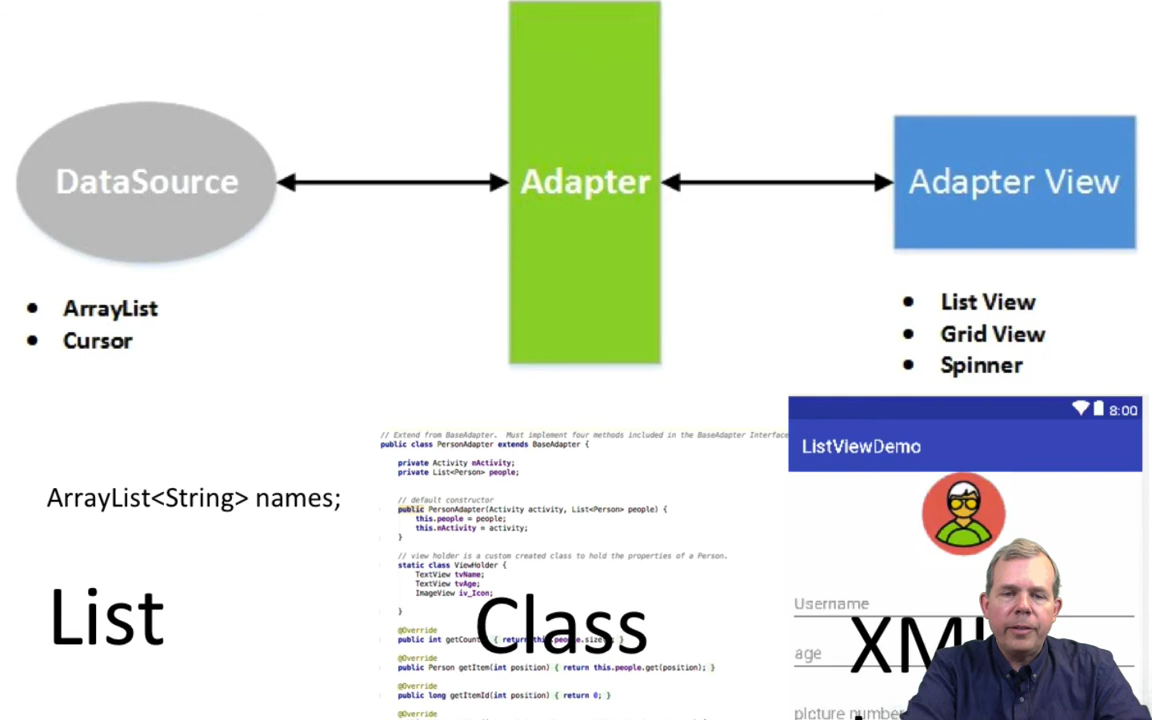 DataSource
Adapter
Adapter View
• ArrayList
• Cursor
• List View
• Grid View
• Spinner
ArrayList<String> names;
List
// Extend from BaseAdapter.  Must implement four methods included in the BaseAdapter Interface
public class PersonAdapter extends BaseAdapter {
private Activity mActivity;
private List<Person> people;
// default constructor
public PersonAdapter(Activity activity, List<Person> people) {
this.people = people;
this.mActivity = activity;
}
// view holder is a custom created class to hold the properties of a Person.
static class ViewHolder {
TextView tvName;
TextView tvAge;
ImageView iv_Icon;
}
@Override
public int getCount() { return this.people.size(); }
Class
@Override
public Person getItem(int position) { return this.people.get(position); }
@Override
public long getItemId(int position) { return 0; }
@Override
8:00
ListViewDemo
Username
age
XML
picture number